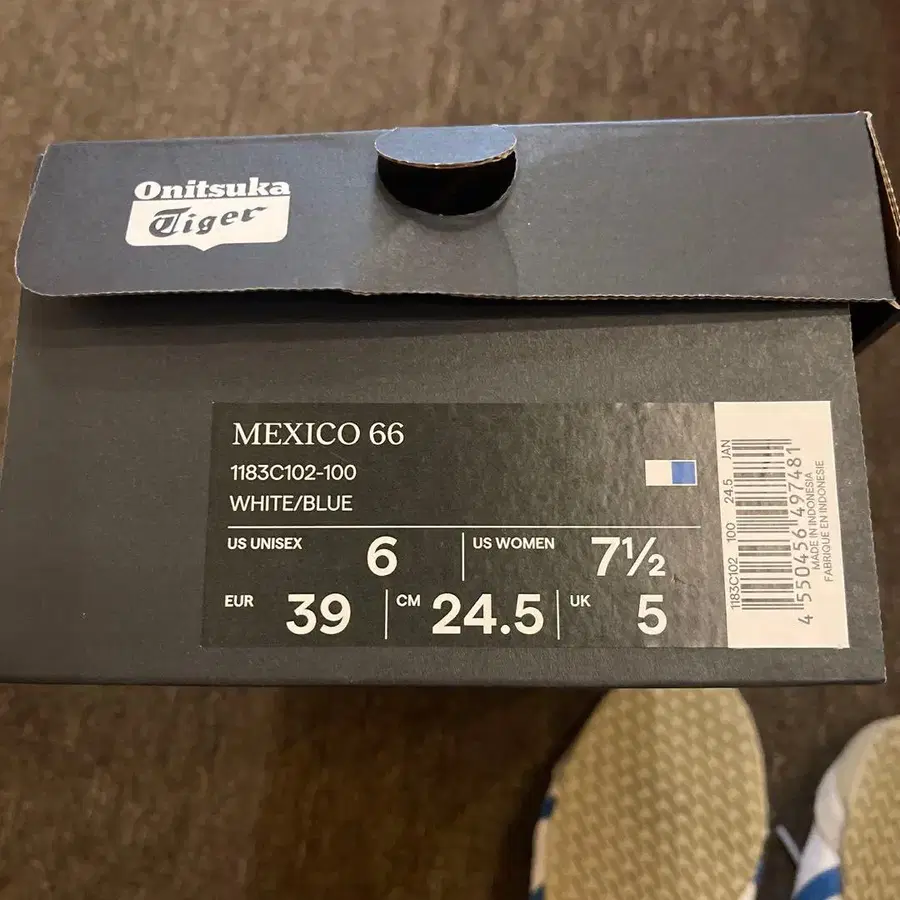 Onitsuka
Tiger
MEXICO 66
1183C102-100
WHITE/BLUE
US UNISEX 6
US WOMEN 7½
EUR 39
CM 24.5
UK 5
1183C102 100 24.5 JAN
4 550456 497481
MADE IN INDONESIA
FABRIQUE EN INDONESIE